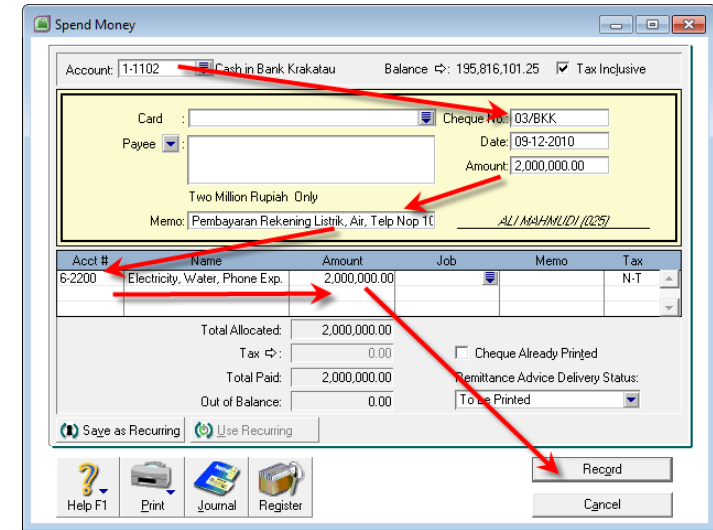 Spend Money
Account: 1-1102 Cash in Bank Krakatau Balance ⇨: 195,816,101.25 Tax Inclusive
Card : Cheque No.: 03/BKK
Payee : Date: 09-12-2010
Amount: 2,000,000.00
Two Million Rupiah Only
Memo: Pembayaran Rekening Listrik, Air, Telp Nop 10 ALI MAHMUDI (025)
Acct # Name Amount Job Memo Tax
6-2200 Electricity, Water, Phone Exp. 2,000,000.00 N-T
Total Allocated: 2,000,000.00
Tax ⇨: 0.00 Cheque Already Printed
Total Paid: 2,000,000.00 Remittance Advice Delivery Status:
Out of Balance: 0.00 To be Printed
Save as Recurring Use Recurring
Help F1 Print Journal Register Record
Cancel